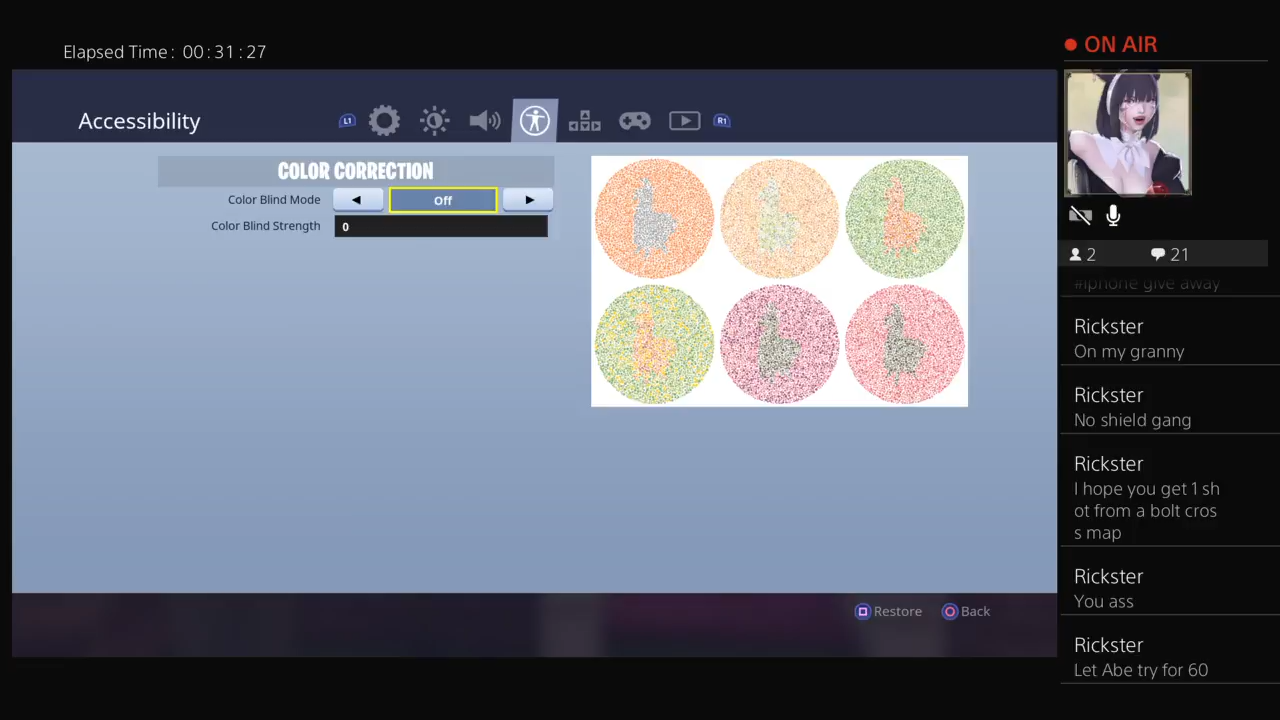 Elapsed Time: 00:31:27
ON AIR
Accessibility
L1
R1
COLOR CORRECTION
Color Blind Mode
Off
Color Blind Strength
0
2
21
#iphone give away
Rickster
On my granny
Rickster
No shield gang
Rickster
I hope you get 1 sh
ot from a bolt cros
s map
Rickster
You ass
Rickster
Let Abe try for 60
Restore
Back